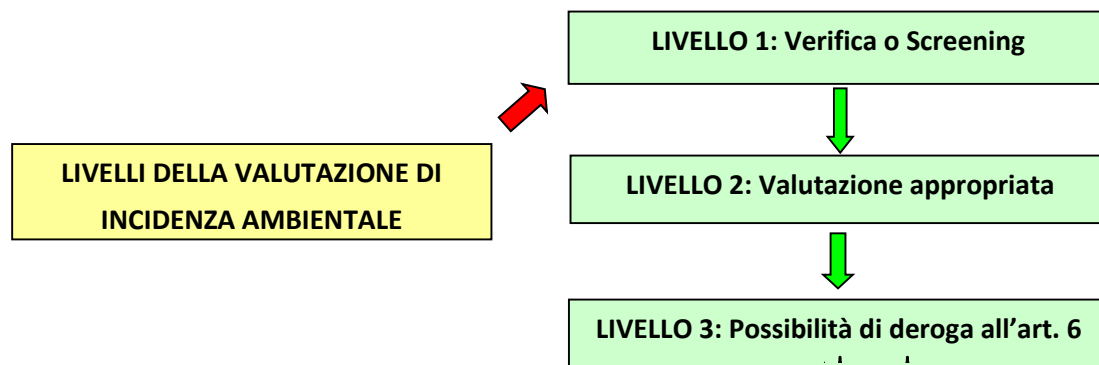 LIVELLO 1: Verifica o Screening
LIVELLI DELLA VALUTAZIONE DI
INCIDENZA AMBIENTALE
LIVELLO 2: Valutazione appropriata
LIVELLO 3: Possibilità di deroga all’art. 6